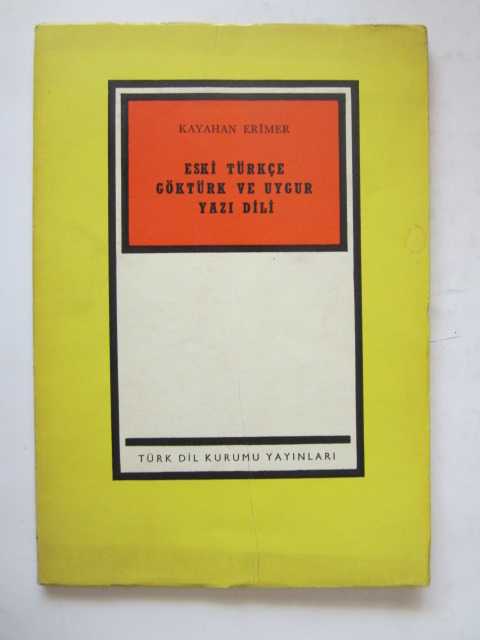 KAYAHAN ERİMER
ESKİ TÜRKÇE
GÖKTÜRK VE UYGUR
YAZI DİLİ
TÜRK DİL KURUMU YAYINLARI